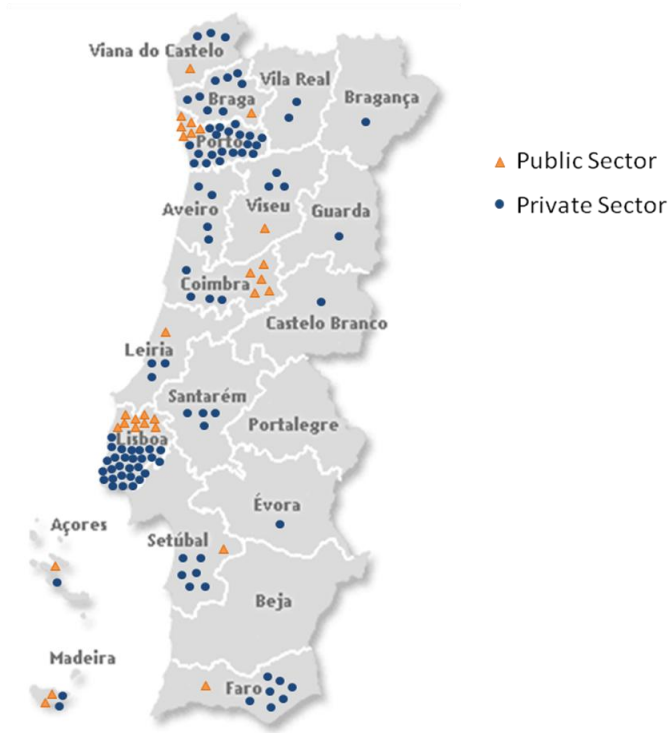 Viana do Castelo
Vila Real
Bragança
Braga
Porto
Public Sector
Private Sector
Aveiro
Viseu
Guarda
Coimbra
Castelo Branco
Leiria
Santarém
Portalegre
Lisboa
Évora
Açores
Setúbal
Beja
Madeira
Faro